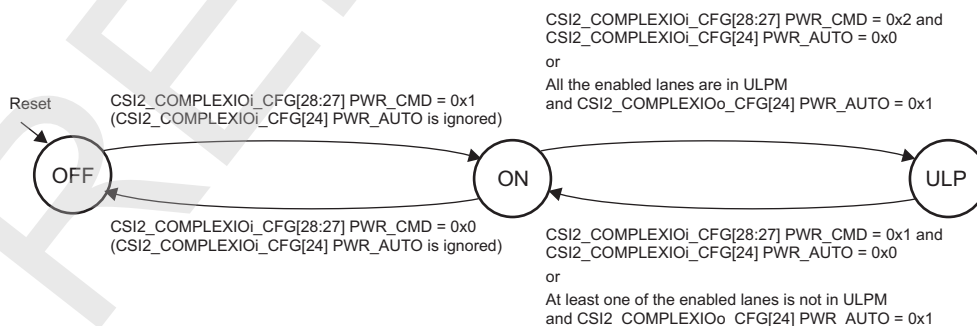 CSI2_COMPLEXIOi_CFG[28:27] PWR_CMD = 0x2 and
CSI2_COMPLEXIOi_CFG[24] PWR_AUTO = 0x0
or
All the enabled lanes are in ULPM
and CSI2_COMPLEXIOo_CFG[24] PWR_AUTO = 0x1
Reset
CSI2_COMPLEXIOi_CFG[28:27] PWR_CMD = 0x1
(CSI2_COMPLEXIOi_CFG[24] PWR_AUTO is ignored)
OFF
ON
ULP
CSI2_COMPLEXIOi_CFG[28:27] PWR_CMD = 0x0
(CSI2_COMPLEXIOi_CFG[24] PWR_AUTO is ignored)
CSI2_COMPLEXIOi_CFG[28:27] PWR_CMD = 0x1 and
CSI2_COMPLEXIOi_CFG[24] PWR_AUTO = 0x0
or
At least one of the enabled lanes is not in ULPM
and CSI2_COMPLEXIOo_CFG[24] PWR_AUTO = 0x1